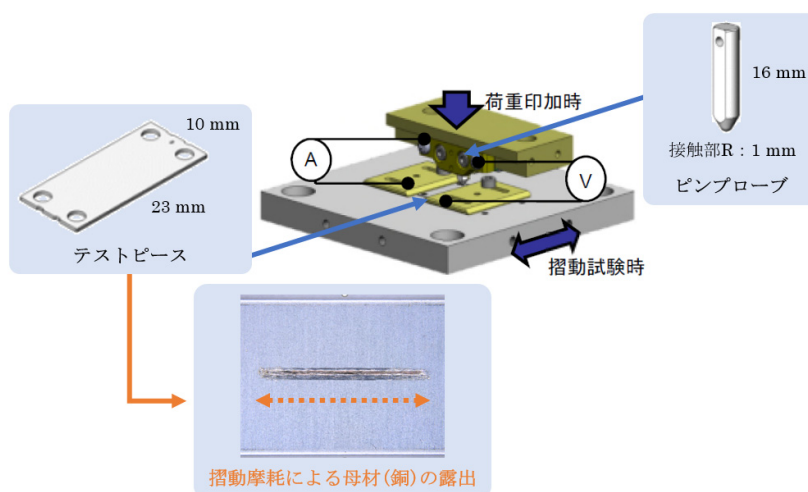 荷重印加時
16 mm
接触部R：1 mm
ピンプローブ
10 mm
23 mm
テストピース
A
V
摺動試験時
摺動摩耗による母材(銅)の露出